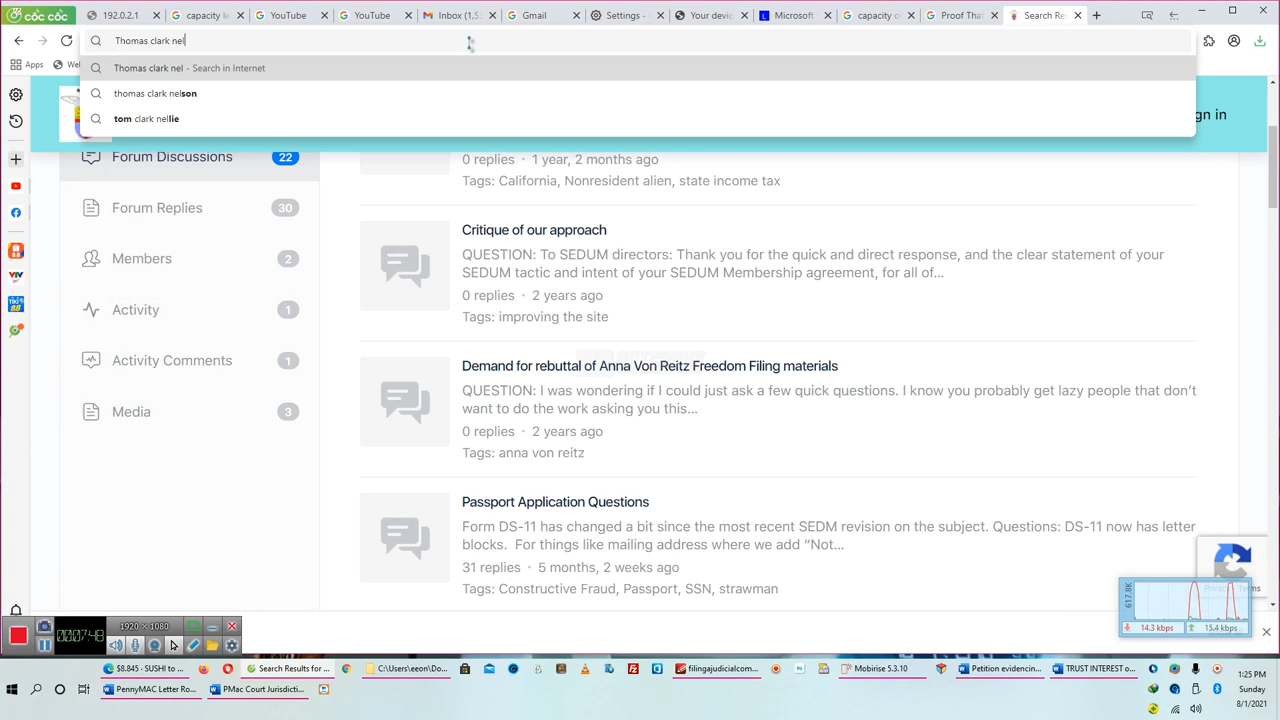 cốc cốc
192.0.2.1
capacity l
YouTube
YouTube
Inbox (1,5
Gmail
Settings -
Your devi
Microsoft
capacity o
Proof Tha
Search Re
Thomas clark nel
Apps
Thomas clark nel - Search in Internet
thomas clark nelson
tom clark nellie
gn in
Forum Discussions 22
Forum Replies 30
Members 2
Activity 1
Activity Comments 1
Media 3
0 replies · 1 year, 2 months ago
Tags: California, Nonresident alien, state income tax
Critique of our approach
QUESTION: To SEDUM directors: Thank you for the quick and direct response, and the clear statement of your
SEDUM tactic and intent of your SEDUM Membership agreement, for all of...
0 replies · 2 years ago
Tags: improving the site
Demand for rebuttal of Anna Von Reitz Freedom Filing materials
QUESTION: I was wondering if I could just ask a few quick questions. I know you probably get lazy people that don't
want to do the work asking you this...
0 replies · 2 years ago
Tags: anna von reitz
Passport Application Questions
Form DS-11 has changed a bit since the most recent SEDM revision on the subject. Questions: DS-11 now has letter
blocks. For things like mailing address where we add “Not...
31 replies · 5 months, 2 weeks ago
Tags: Constructive Fraud, Passport, SSN, strawman
VTV
Terms
617.8K
14.3 kbps
15.4 kbps
1920 × 1080
00:07:48
$8.845 - SUSHI to ...
Search Results for ...
C:\Users\eeon\Do...
filingajudicialcom...
Mobirise 5.3.10
Petition evidencin...
TRUST INTEREST o...
PennyMAC Letter Ro...
PMac Court Jurisdicti...
1:25 PM
Sunday
8/1/2021